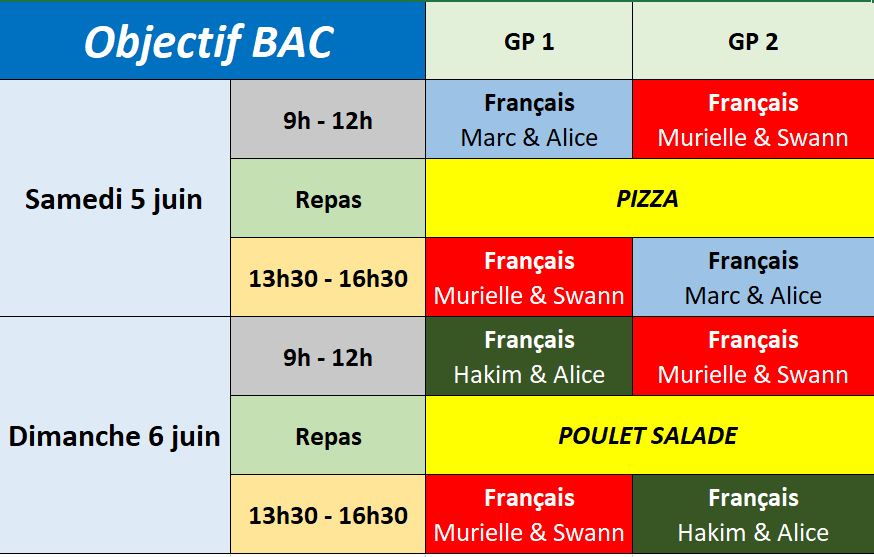 Objectif BAC
GP 1
GP 2
Samedi 5 juin
9h - 12h
Français
Marc & Alice
Français
Murielle & Swann
Repas
PIZZA
13h30 - 16h30
Français
Murielle & Swann
Français
Marc & Alice
Dimanche 6 juin
9h - 12h
Français
Hakim & Alice
Français
Murielle & Swann
Repas
POULET SALADE
13h30 - 16h30
Français
Murielle & Swann
Français
Hakim & Alice